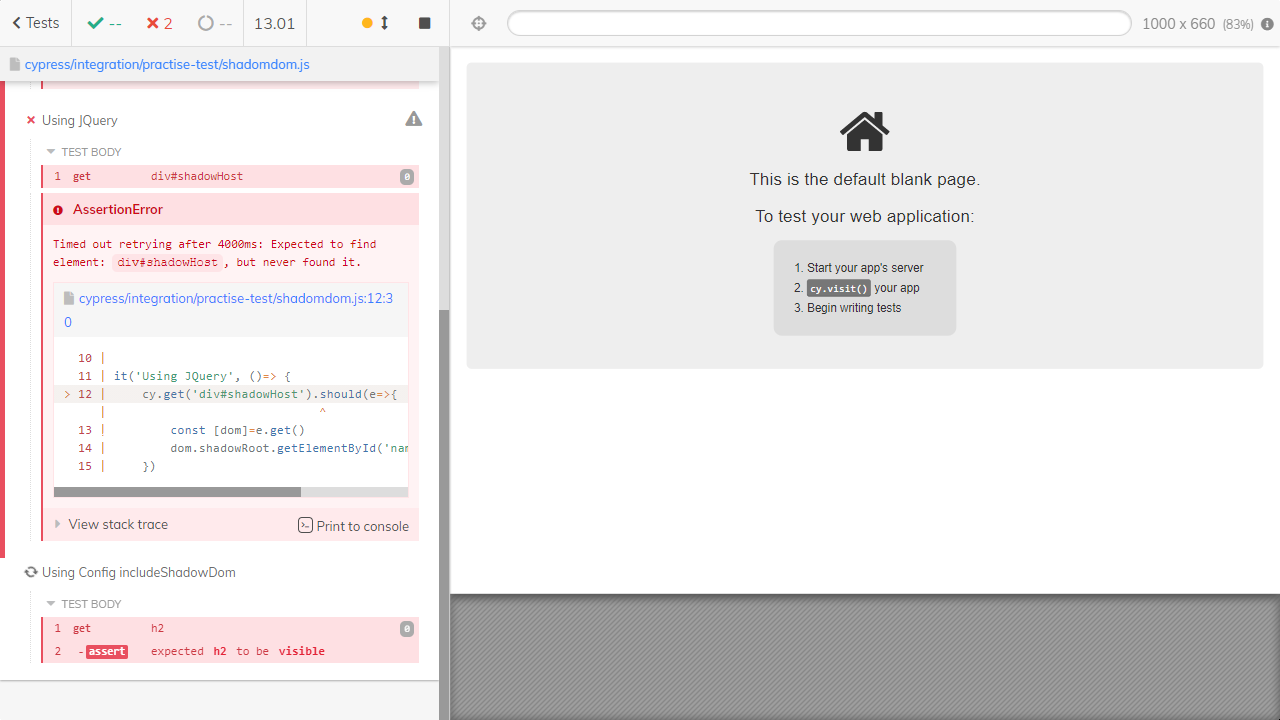 Tests
--
2
--
13.01
1000 x 660 (83%)
cypress/integration/practise-test/shadomdom.js
Using JQuery
TEST BODY
1 get div#shadowHost 0
AssertionError
Timed out retrying after 4000ms: Expected to find
element: div#shadowHost, but never found it.
cypress/integration/practise-test/shadomdom.js:12:3
0
10 |
11 | it('Using JQuery', ()=> {
> 12 | cy.get('div#shadowHost').should(e=>{
| ^
13 | const [dom]=e.get()
14 | dom.shadowRoot.getElementById('nam
15 | })
View stack trace
Print to console
Using Config includeShadowDom
TEST BODY
1 get h2 0
2 -assert expected h2 to be visible
This is the default blank page.
To test your web application:
1. Start your app's server
2. cy.visit() your app
3. Begin writing tests